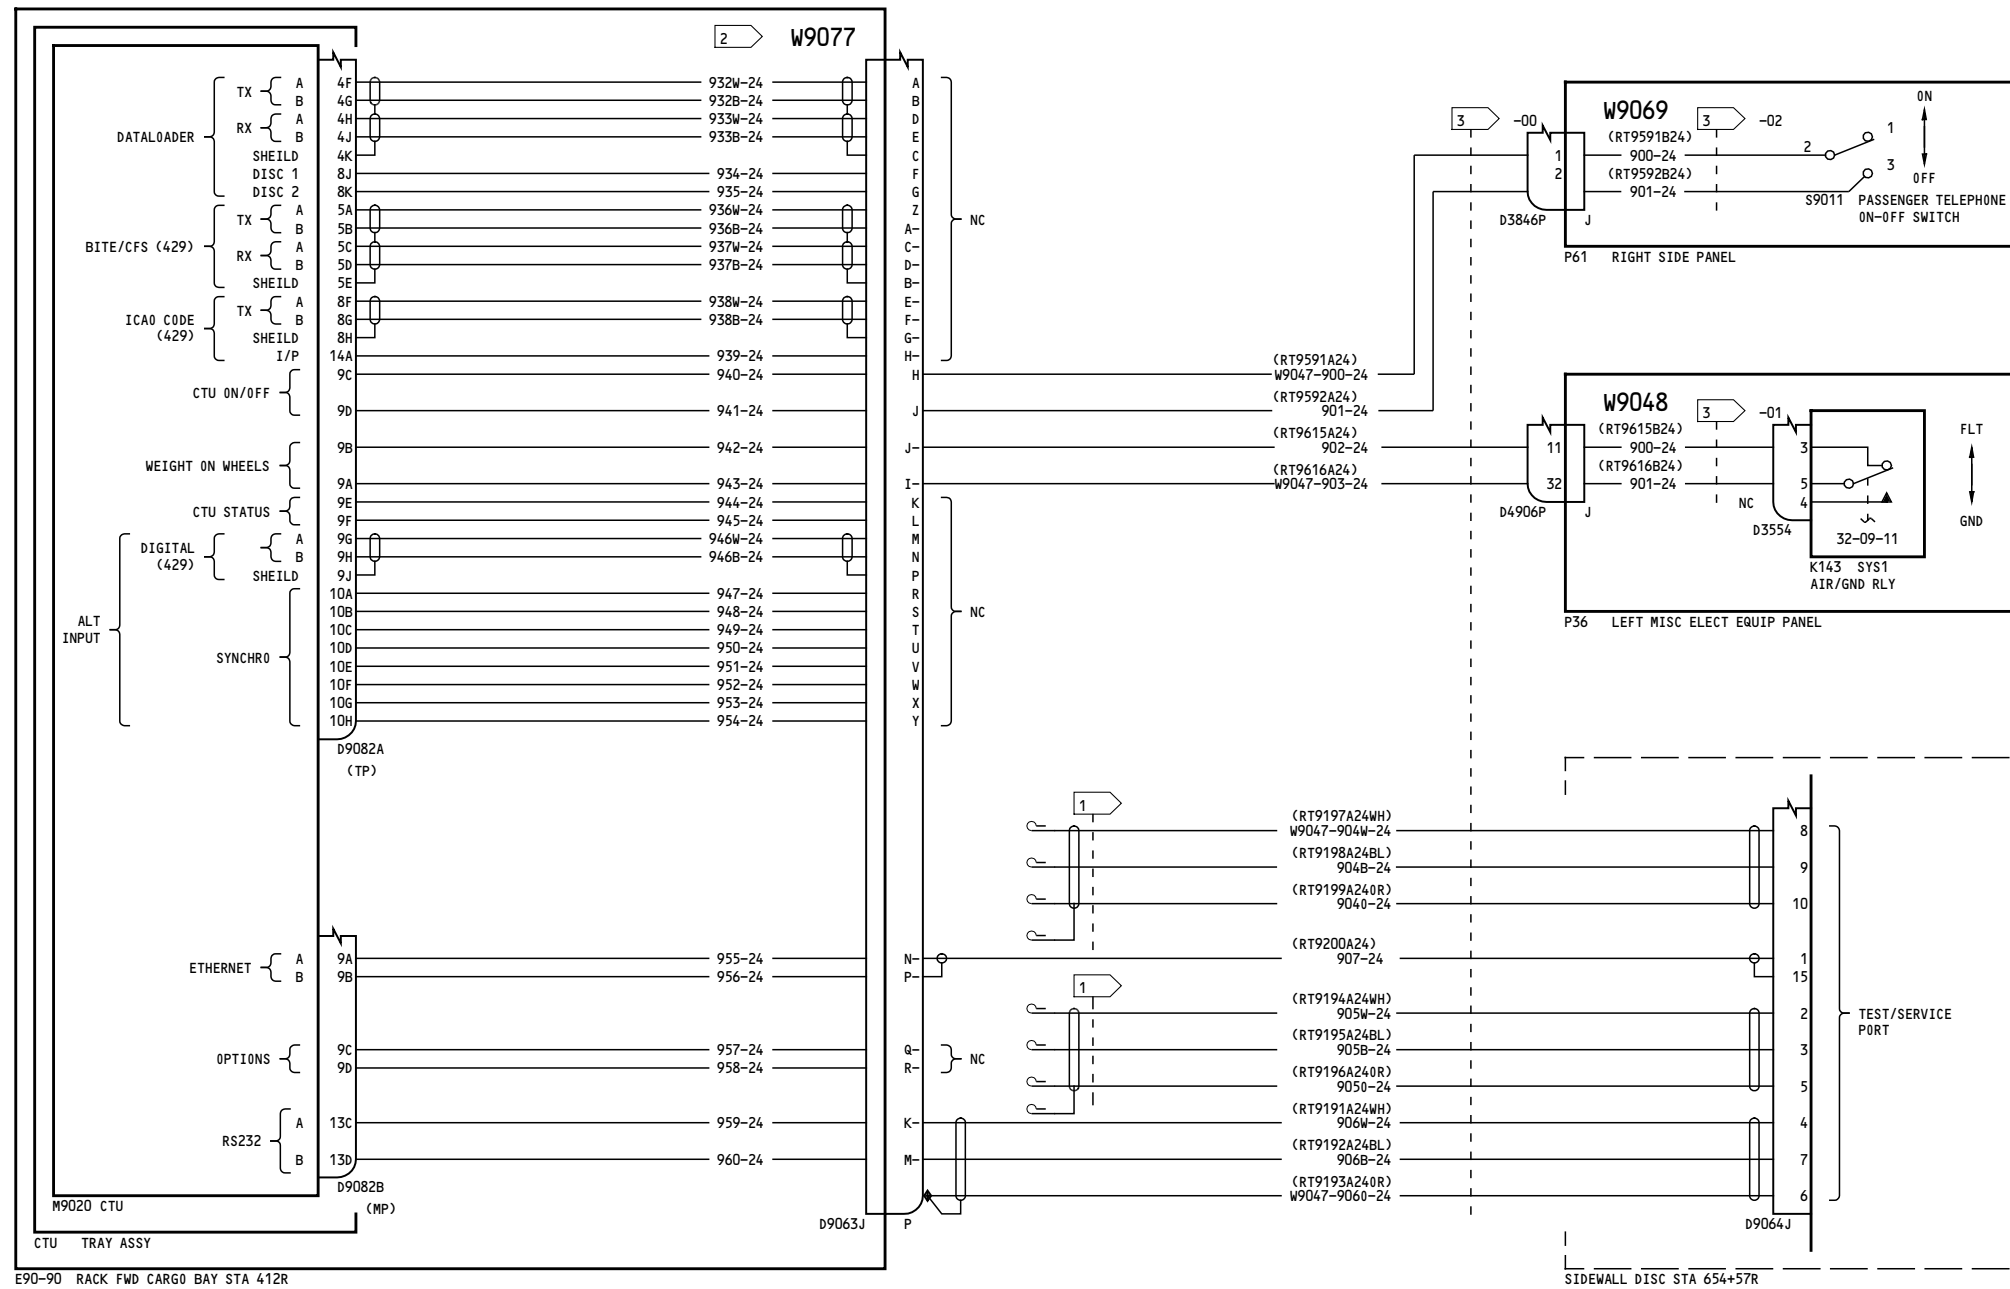 2 W9077
TX A 4F 932W-24 A
B 4G 932B-24 B
RX A 4H 933W-24 D
DATALOADER B 4J 933B-24 E
SHEILD 4K C
DISC 1 8J 934-24 F
DISC 2 8K 935-24 G
TX A 5A 936W-24 Z
B 5B 936B-24 A-
NC
BITE/CFS (429) RX A 5C 937W-24 C-
B 5D 937B-24 D-
SHEILD 5E B-
TX A 8F 938W-24 E-
ICAO CODE B 8G 938B-24 F-
(429) SHEILD 8H G-
I/P 14A 939-24 H-
CTU ON/OFF 9C 940-24 H
9D 941-24 J
WEIGHT ON WHEELS 9B 942-24 J-
9A 943-24 I-
CTU STATUS 9E 944-24 K
9F 945-24 L
DIGITAL A 9G 946W-24 M
(429) B 9H 946B-24 N
SHEILD 9J P
10A 947-24 R
ALT 10B 948-24 S
NC
INPUT 10C 949-24 T
SYNCHRO 10D 950-24 U
10E 951-24 V
10F 952-24 W
10G 953-24 X
10H 954-24 Y
D9082A
(TP)
ETHERNET A 9A 955-24 N-
B 9B 956-24 P-
OPTIONS 9C 957-24 Q-
9D 958-24 R-
NC
RS232 A 13C 959-24 K-
B 13D 960-24 M-
D9082B
(MP)
M9020 CTU
D9063J P
CTU TRAY ASSY
E90-90 RACK FWD CARGO BAY STA 412R
(RT9591A24)
W9047-900-24
(RT9592A24)
901-24
(RT9615A24)
902-24
(RT9616A24)
W9047-903-24
3 -00
W9069 3 -02
(RT9591B24)
1 900-24 2 1
(RT9592B24)
2 901-24 3
ON
OFF
S9011 PASSENGER TELEPHONE
ON-OFF SWITCH
D3846P J
P61 RIGHT SIDE PANEL
W9048 3 -01
(RT9615B24)
11 900-24 3
(RT9616B24)
32 901-24 5
NC 4
D4906P J
D3554
32-09-11
FLT
GND
K143 SYS1
AIR/GND RLY
P36 LEFT MISC ELECT EQUIP PANEL
1
(RT9197A24WH)
W9047-904W-24 8
(RT9198A24BL)
904B-24 9
(RT9199A24OR)
904O-24 10
(RT9200A24)
907-24 1
15
1
(RT9194A24WH)
905W-24 2
(RT9195A24BL)
905B-24 3
(RT9196A24OR)
905O-24 5
(RT9191A24WH)
906W-24 4
(RT9192A24BL)
906B-24 7
(RT9193A24OR)
W9047-906O-24 6
TEST/SERVICE
PORT
D9064J
SIDEWALL DISC STA 654+57R